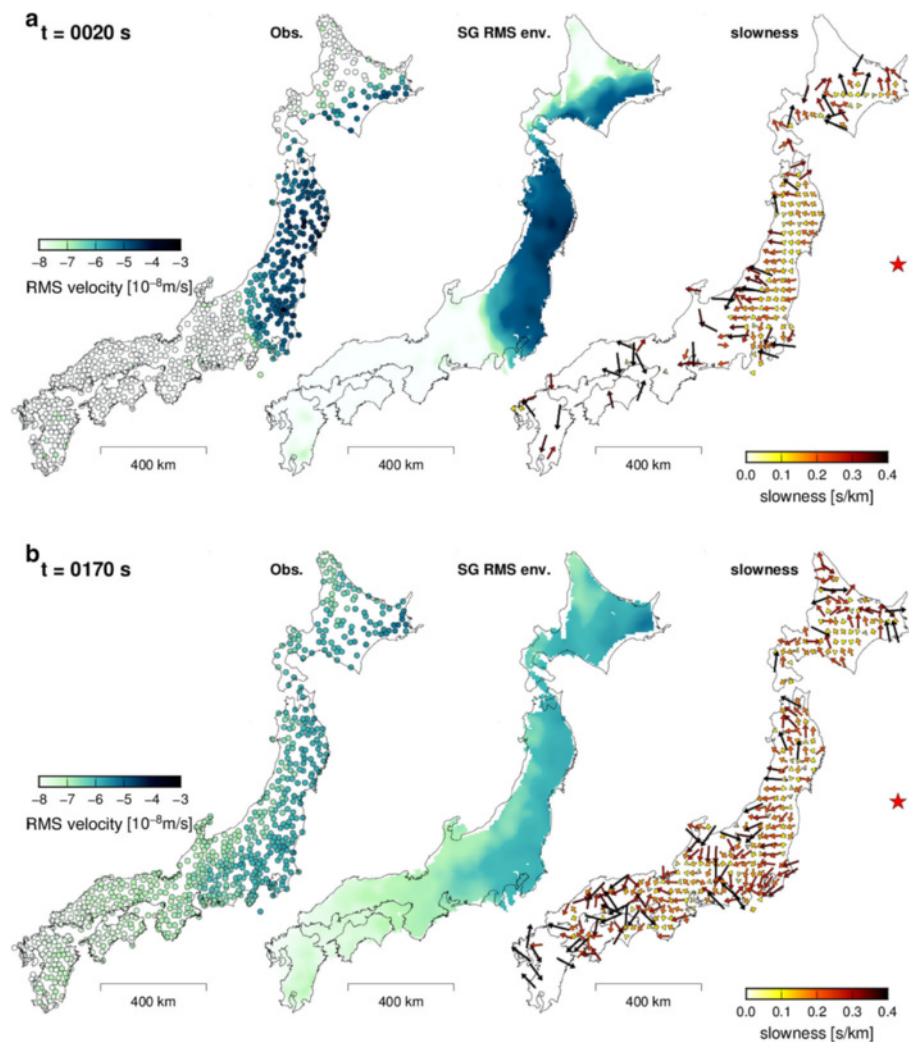 a
t = 0020 s
Obs.
SG RMS env.
slowness
−8 −7 −6 −5 −4 −3
RMS velocity [10⁻⁸m/s]
400 km
400 km
400 km
0.0 0.1 0.2 0.3 0.4
slowness [s/km]
b
t = 0170 s
Obs.
SG RMS env.
slowness
−8 −7 −6 −5 −4 −3
RMS velocity [10⁻⁸m/s]
400 km
400 km
400 km
0.0 0.1 0.2 0.3 0.4
slowness [s/km]